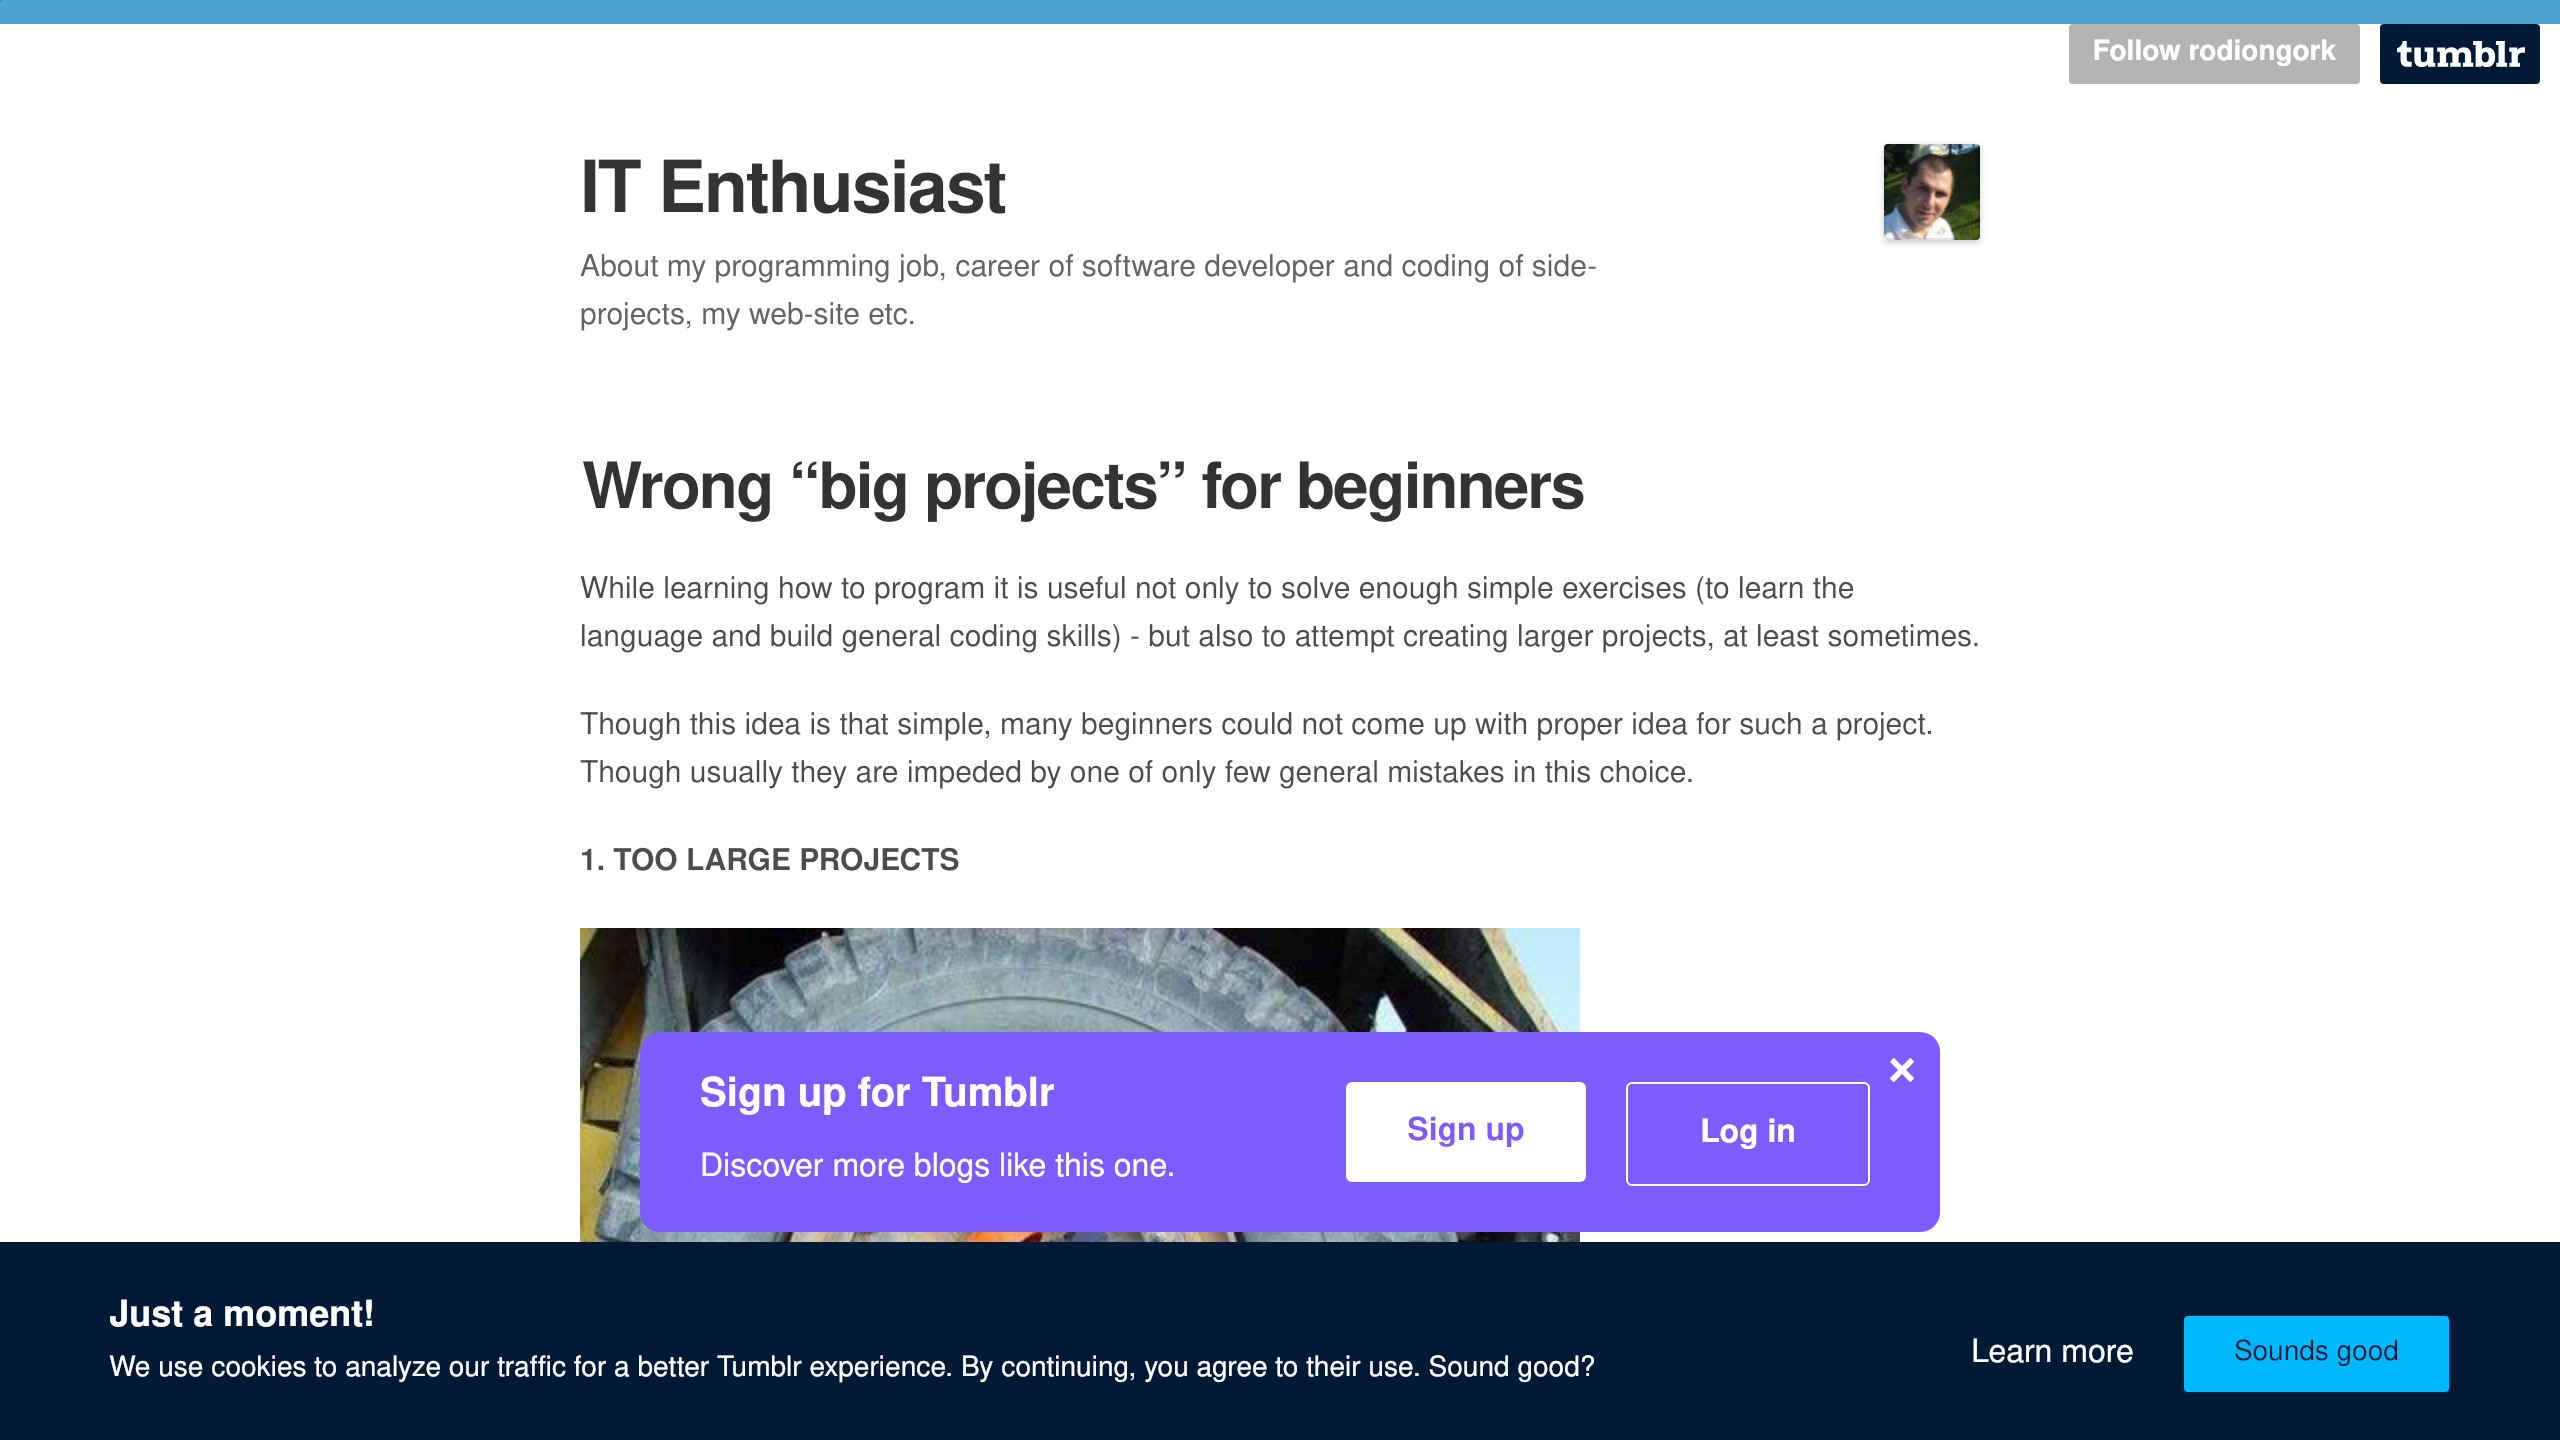 Follow rodiongork
tumblr
IT Enthusiast
About my programming job, career of software developer and coding of side-
projects, my web-site etc.
Wrong “big projects” for beginners
While learning how to program it is useful not only to solve enough simple exercises (to learn the
language and build general coding skills) - but also to attempt creating larger projects, at least sometimes.
Though this idea is that simple, many beginners could not come up with proper idea for such a project.
Though usually they are impeded by one of only few general mistakes in this choice.
1. TOO LARGE PROJECTS
Sign up for Tumblr
Discover more blogs like this one.
Sign up
Log in
Just a moment!
We use cookies to analyze our traffic for a better Tumblr experience. By continuing, you agree to their use. Sound good?
Learn more
Sounds good